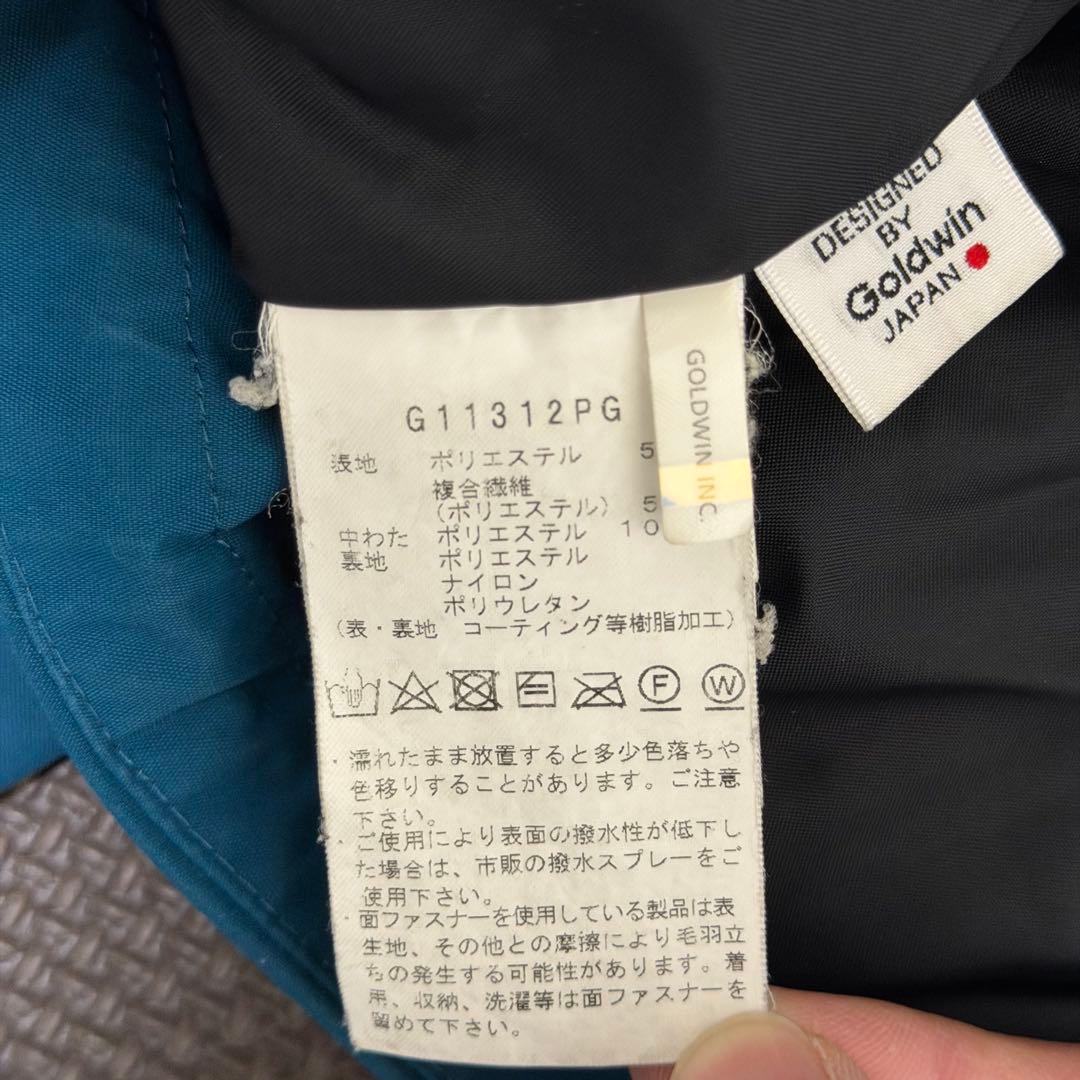 DESIGNED
BY
Goldwin
JAPAN
GOLDWIN INC.
G11312PG
表地 ポリエステル 5
複合繊維
(ポリエステル) 5
中わた ポリエステル 10
裏地 ポリエステル
ナイロン
ポリウレタン
(表・裏地 コーティング等樹脂加工)
F W
・濡れたまま放置すると多少色落ちや
色移りすることがあります。ご注意
下さい。
・ご使用により表面の撥水性が低下し
た場合は、市販の撥水スプレーをご
使用下さい。
・面ファスナーを使用している製品は表
生地、その他との摩擦により毛羽立
ちの発生する可能性があります。着
用、収納、洗濯等は面ファスナーを
留めて下さい。